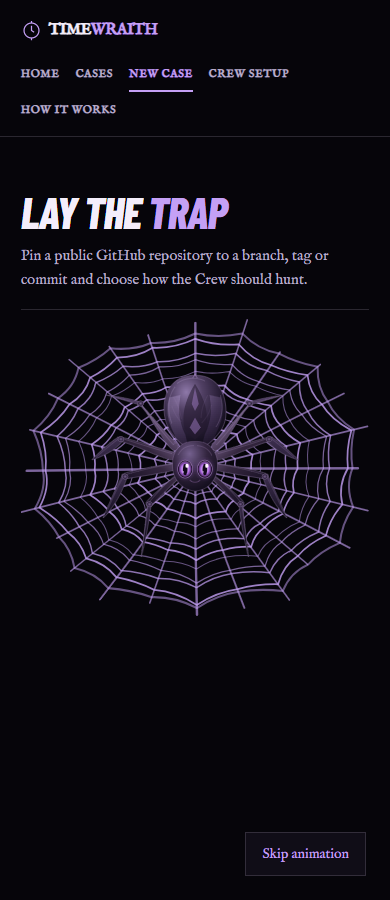 TIMEWRAITH
HOME CASES NEW CASE CREW SETUP
HOW IT WORKS
LAY THE TRAP
Pin a public GitHub repository to a branch, tag or
commit and choose how the Crew should hunt.
Skip animation